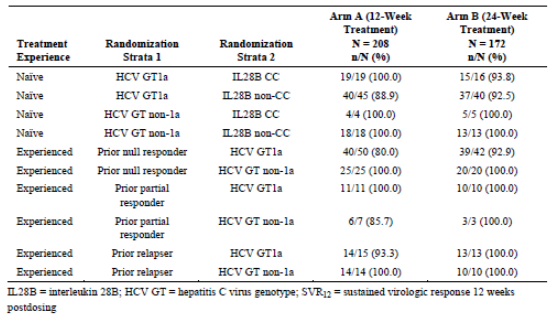 Arm A (12-Week Arm B (24-Week
Treatment) Treatment)
Treatment Randomization Randomization N = 208 N = 172
Experience Strata 1 Strata 2 n/N (%) n/N (%)
Naïve HCV GT1a IL28B CC 19/19 (100.0) 15/16 (93.8)
Naïve HCV GT1a IL28B non-CC 40/45 (88.9) 37/40 (92.5)
Naïve HCV GT non-1a IL28B CC 4/4 (100.0) 5/5 (100.0)
Naïve HCV GT non-1a IL28B non-CC 18/18 (100.0) 13/13 (100.0)
Experienced Prior null responder HCV GT1a 40/50 (80.0) 39/42 (92.9)
Experienced Prior null responder HCV GT non-1a 25/25 (100.0) 20/20 (100.0)
Experienced Prior partial HCV GT1a 11/11 (100.0) 10/10 (100.0)
responder
Experienced Prior partial HCV GT non-1a 6/7 (85.7) 3/3 (100.0)
responder
Experienced Prior relapser HCV GT1a 14/15 (93.3) 13/13 (100.0)
Experienced Prior relapser HCV GT non-1a 14/14 (100.0) 10/10 (100.0)
IL28B = interleukin 28B; HCV GT = hepatitis C virus genotype; SVR12 = sustained virologic response 12 weeks
postdosing